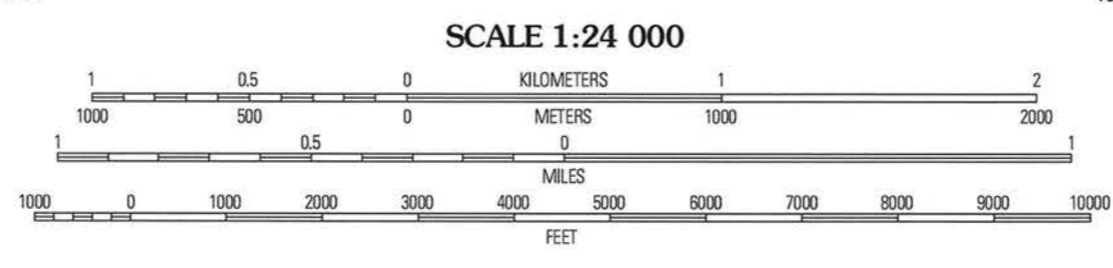 SCALE 1:24 000
1 0.5 0 KILOMETERS 1 2
1000 500 0 METERS 1000 2000
1 0.5 0 1
MILES
1000 0 1000 2000 3000 4000 5000 6000 7000 8000 9000 10000
FEET